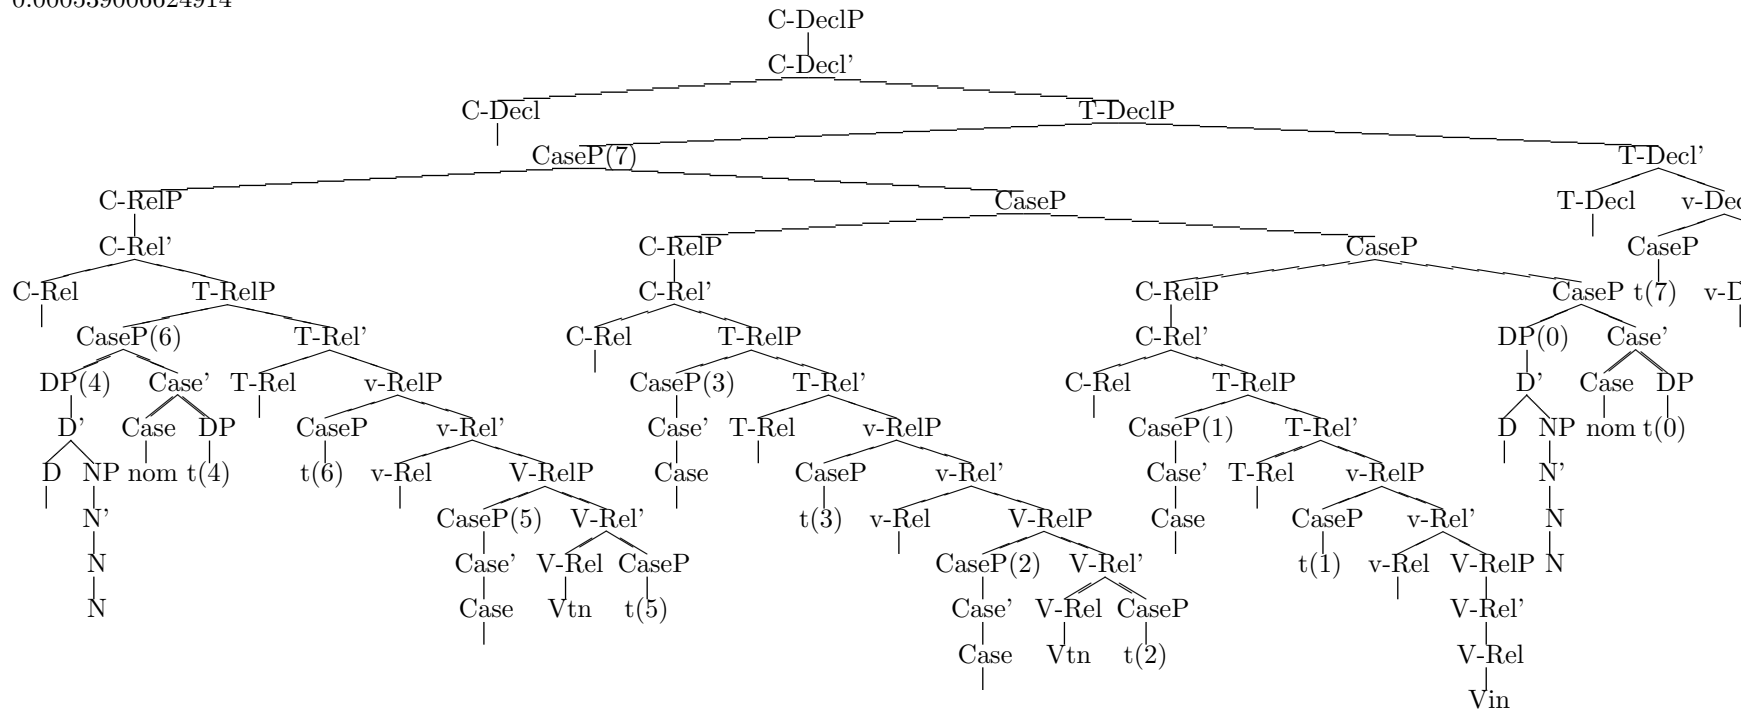 0.000539006624914
C-DeclP
C-Decl'
C-Decl T-DeclP
CaseP(7) T-Decl'
C-RelP CaseP T-Decl v-Dec
C-Rel' C-RelP CaseP CaseP
C-Rel T-RelP C-Rel' C-RelP CaseP t(7) v-D
CaseP(6) T-Rel' C-Rel T-RelP C-Rel' DP(0) Case'
DP(4) Case' T-Rel v-RelP CaseP(3) T-Rel' C-Rel T-RelP D' Case DP
D' Case DP CaseP v-Rel' Case' T-Rel v-RelP CaseP(1) T-Rel' D NP nom t(0)
D NP nom t(4) t(6) v-Rel V-RelP Case CaseP v-Rel' Case' T-Rel v-RelP N'
N' CaseP(5) V-Rel' t(3) v-Rel V-RelP Case CaseP v-Rel' N
N Case' V-Rel CaseP CaseP(2) V-Rel' t(1) v-Rel V-RelP N
N Case Vtn t(5) Case' V-Rel CaseP V-Rel'
Case Vtn t(2) V-Rel
Vin